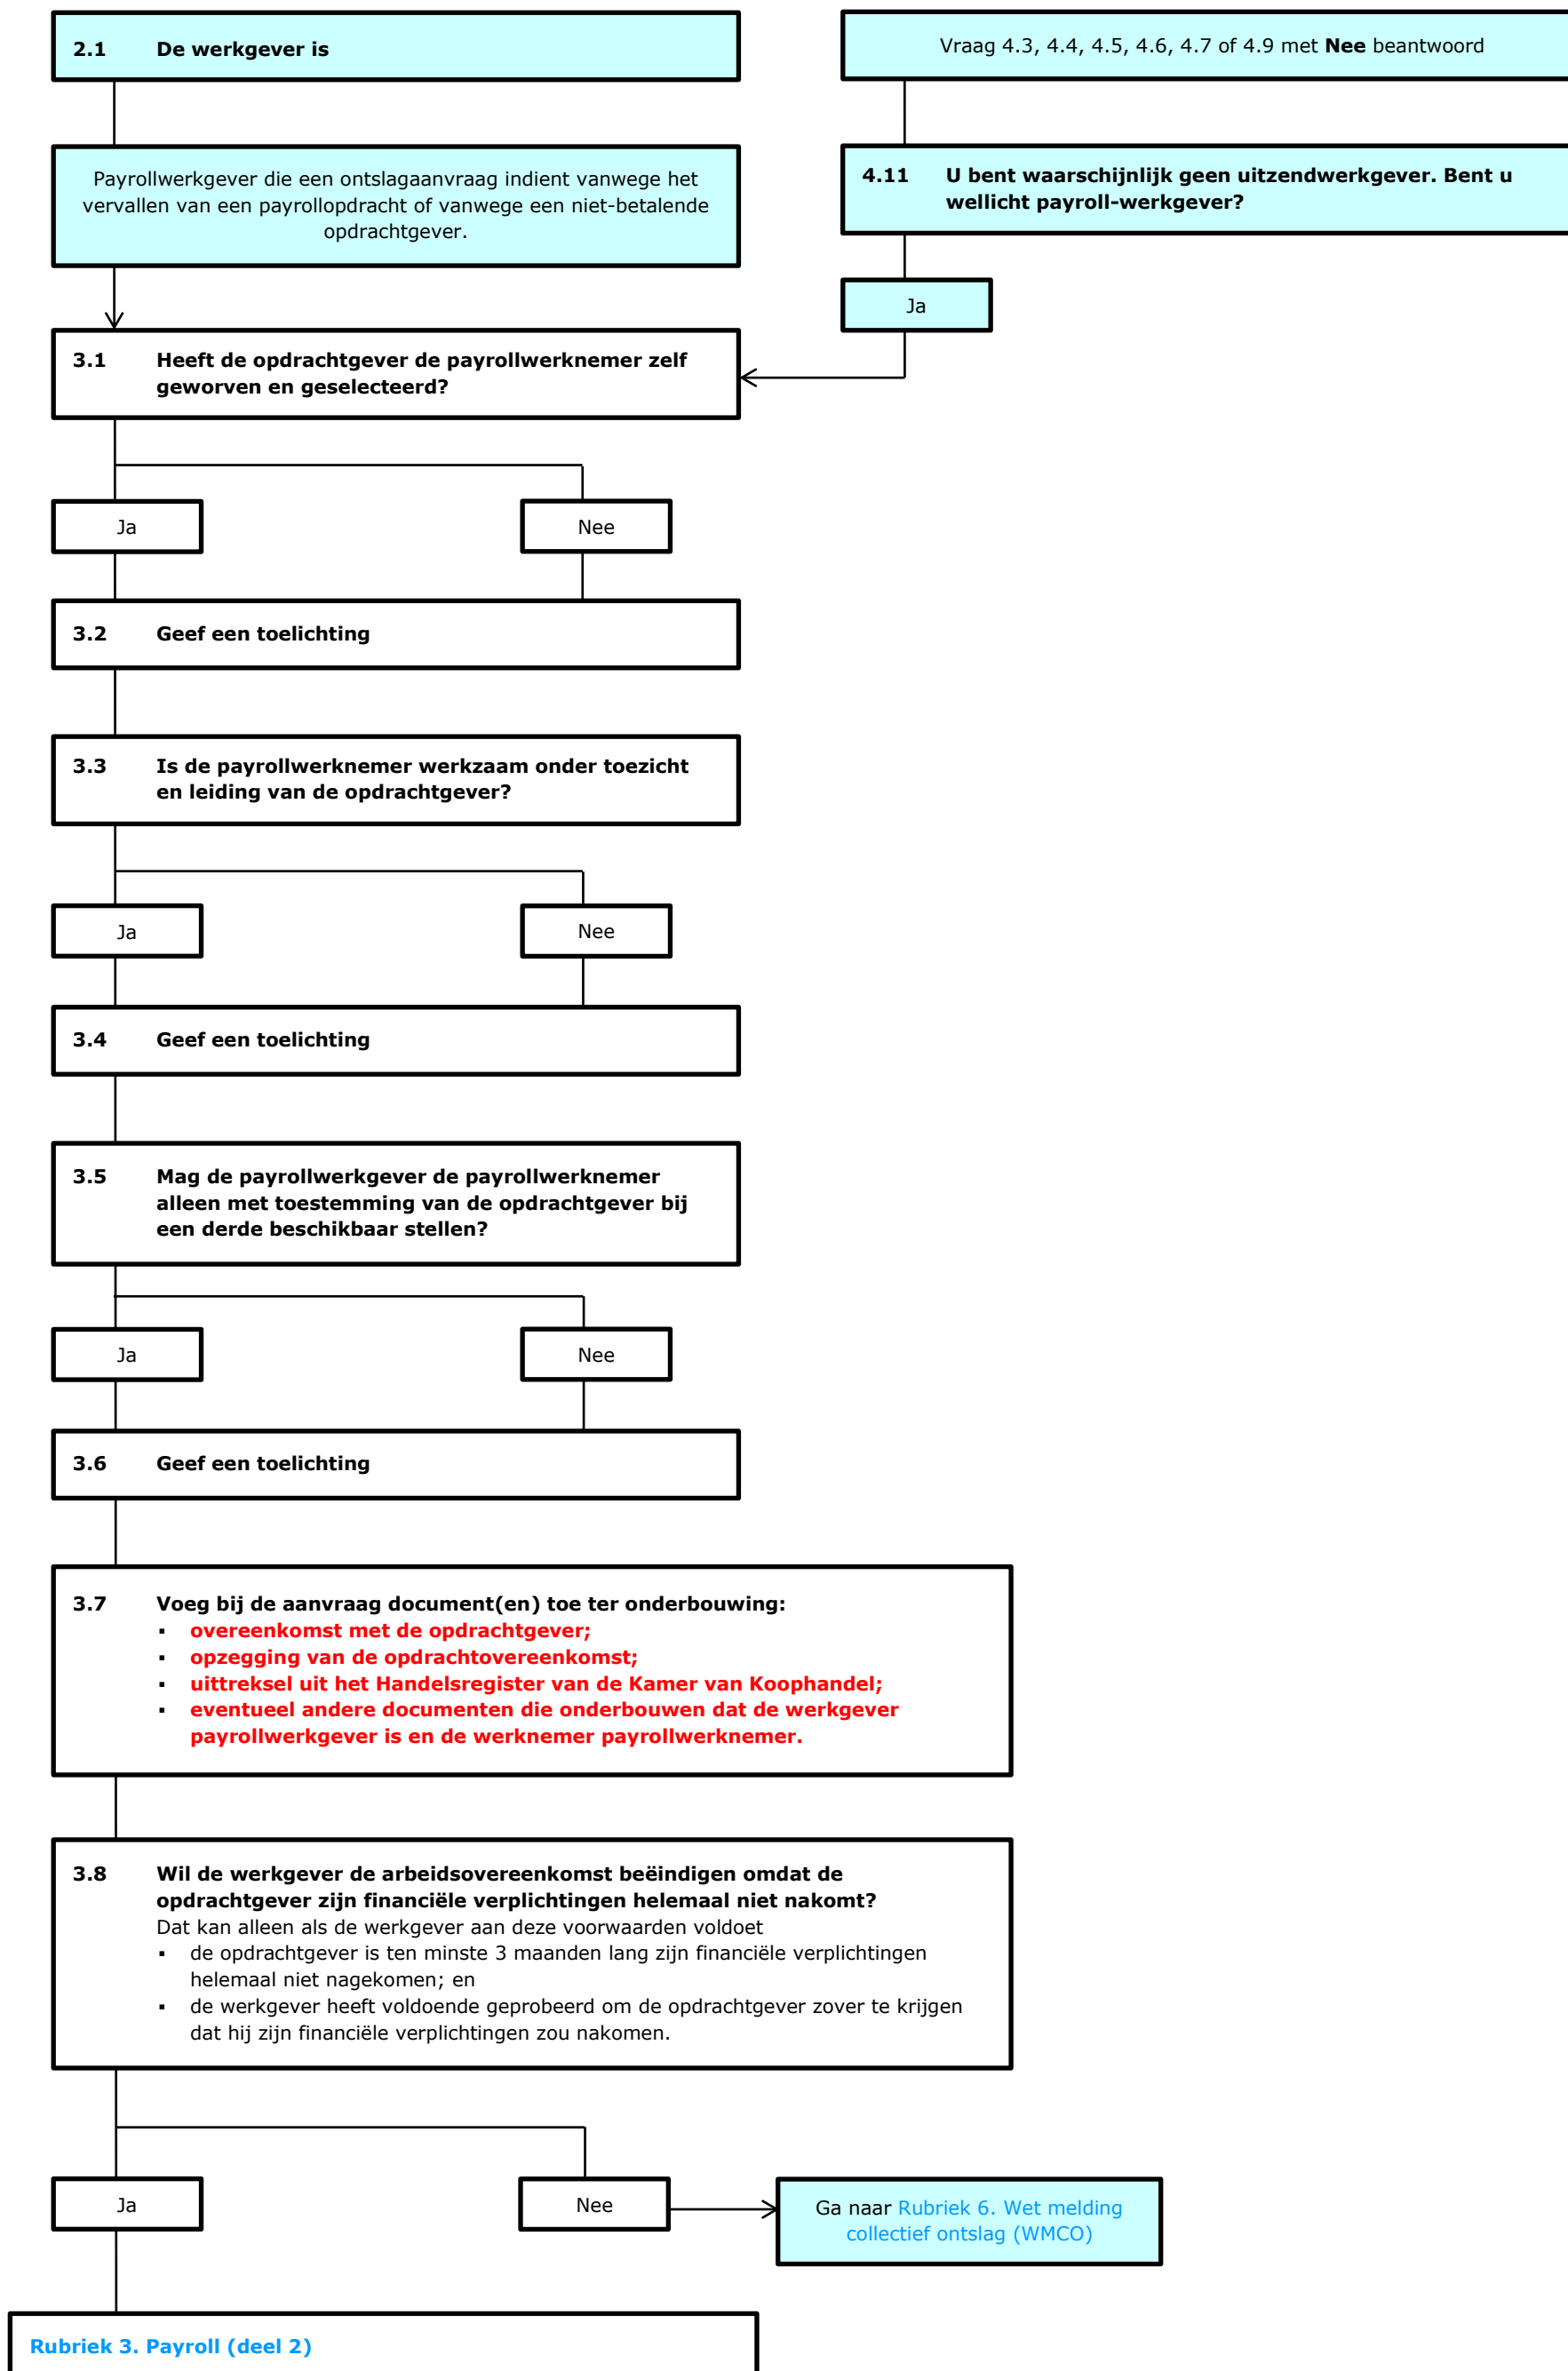 2.1 De werkgever is
Vraag 4.3, 4.4, 4.5, 4.6, 4.7 of 4.9 met Nee beantwoord
Payrollwerkgever die een ontslagaanvraag indient vanwege het
vervallen van een payrollopdracht of vanwege een niet-betalende
opdrachtgever.
4.11 U bent waarschijnlijk geen uitzendwerkgever. Bent u
wellicht payroll-werkgever?
Ja
3.1 Heeft de opdrachtgever de payrollwerknemer zelf
geworven en geselecteerd?
Ja
Nee
3.2 Geef een toelichting
3.3 Is de payrollwerknemer werkzaam onder toezicht
en leiding van de opdrachtgever?
Ja
Nee
3.4 Geef een toelichting
3.5 Mag de payrollwerkgever de payrollwerknemer
alleen met toestemming van de opdrachtgever bij
een derde beschikbaar stellen?
Ja
Nee
3.6 Geef een toelichting
3.7 Voeg bij de aanvraag document(en) toe ter onderbouwing:
▪ overeenkomst met de opdrachtgever;
▪ opzegging van de opdrachtovereenkomst;
▪ uittreksel uit het Handelsregister van de Kamer van Koophandel;
▪ eventueel andere documenten die onderbouwen dat de werkgever
payrollwerkgever is en de werknemer payrollwerknemer.
3.8 Wil de werkgever de arbeidsovereenkomst beëindigen omdat de
opdrachtgever zijn financiële verplichtingen helemaal niet nakomt?
Dat kan alleen als de werkgever aan deze voorwaarden voldoet
▪ de opdrachtgever is ten minste 3 maanden lang zijn financiële verplichtingen
helemaal niet nagekomen; en
▪ de werkgever heeft voldoende geprobeerd om de opdrachtgever zover te krijgen
dat hij zijn financiële verplichtingen zou nakomen.
Ja
Nee
Ga naar Rubriek 6. Wet melding
collectief ontslag (WMCO)
Rubriek 3. Payroll (deel 2)